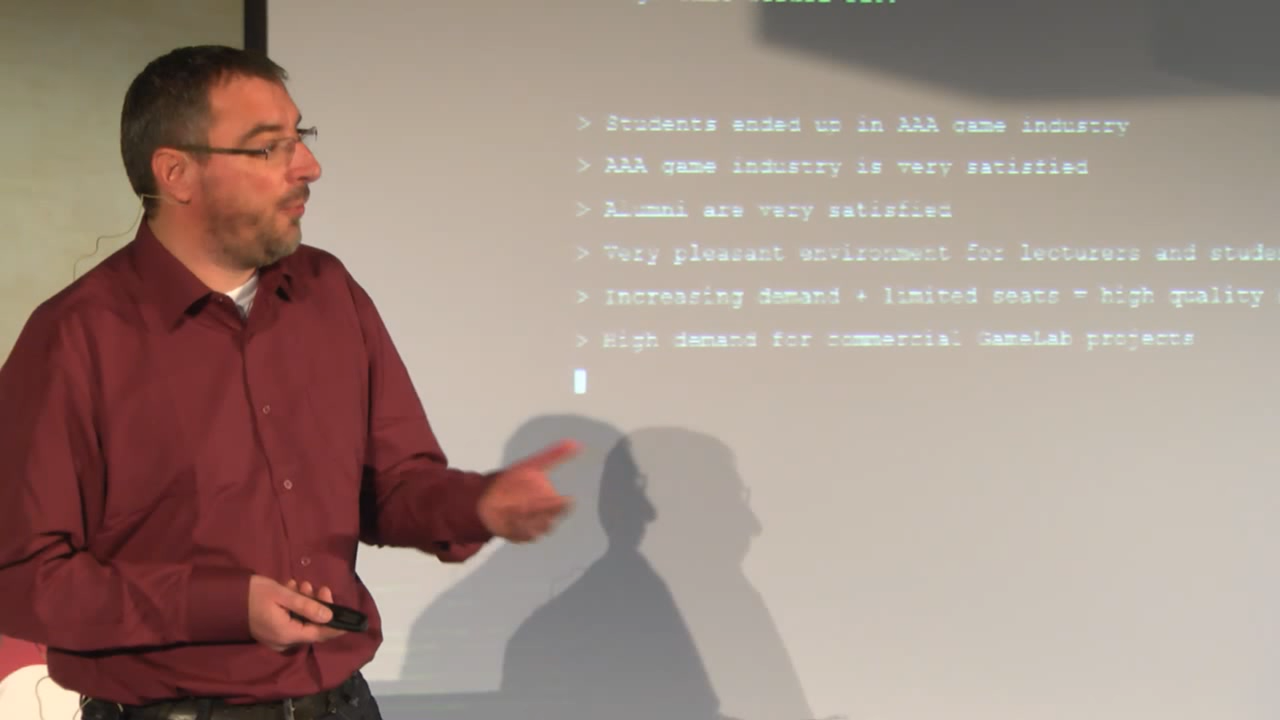 > Students ended up in AAA game industry
> AAA game industry is very satisfied
> Alumni are very satisfied
> Very pleasant environment for lecturers and stude
> Increasing demand + limited seats = high quality
> High demand for commercial GameLab projects